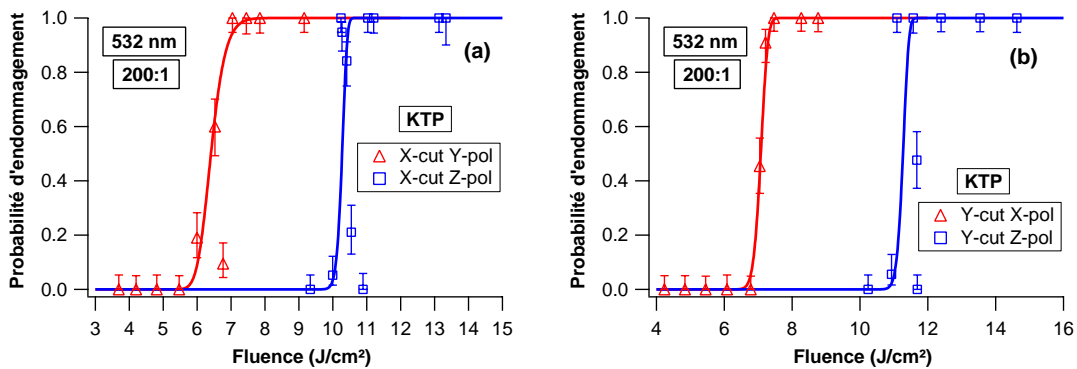 Probabilité d'endommagement
1.0
0.8
0.6
0.4
0.2
0.0
532 nm
200:1
(a)
KTP
X-cut Y-pol
X-cut Z-pol
3 4 5 6 7 8 9 10 11 12 13 14 15
Fluence (J/cm²)
Probabilité d'endommagement
1.0
0.8
0.6
0.4
0.2
0.0
532 nm
200:1
(b)
KTP
Y-cut X-pol
Y-cut Z-pol
4 6 8 10 12 14 16
Fluence (J/cm²)